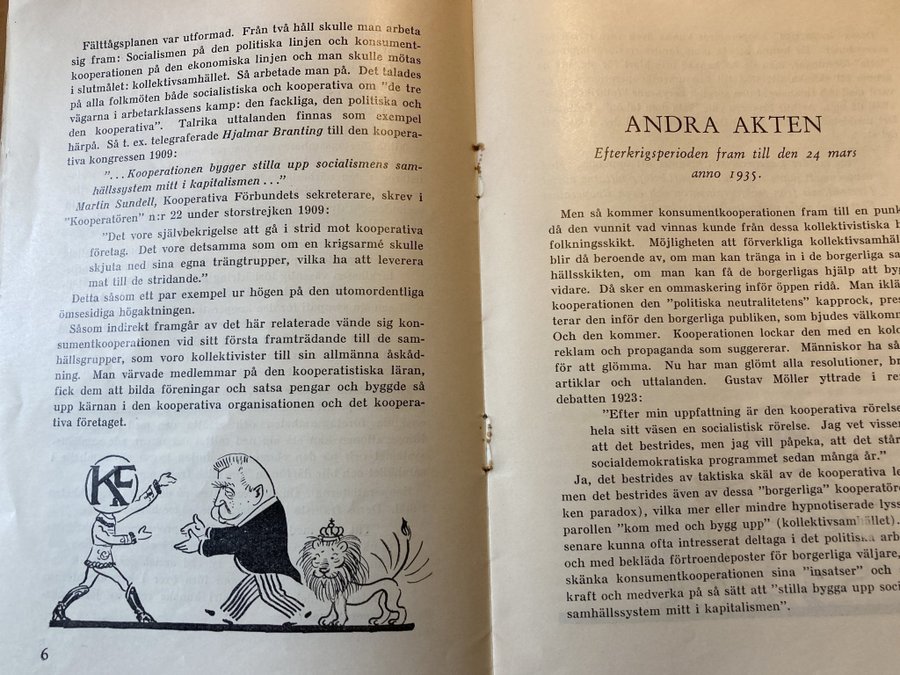 Fälttågsplanen var utformad. Från två håll skulle man arbeta
sig fram: Socialismen på den politiska linjen och konsument-
kooperationen på den ekonomiska linjen och man skulle mötas
i slutmålet: kollektivsamhället. Så arbetade man på. Det talades
på alla folkmöten både socialistiska och kooperativa om "de tre
vägarna i arbetarklassens kamp: den fackliga, den politiska och
den kooperativa". Talrika uttalanden finnas som exempel
härpå. Så t. ex. telegraferade Hjalmar Branting till den koopera-
tiva kongressen 1909:
"... Kooperationen bygger stilla upp socialismens sam-
hällssystem mitt i kapitalismen ..."
Martin Sundell, Kooperativa Förbundets sekreterare, skrev i
"Kooperatören" n:r 22 under storstrejken 1909:
"Det vore självbekrigelse att gå i strid mot kooperativa
företag. Det vore detsamma som om en krigsarmé skulle
skjuta ned sina egna trängtrupper, vilka ha att leverera
mat till de stridande."
Detta såsom ett par exempel ur högen på den utomordentliga
ömsesidiga högaktningen.
Såsom indirekt framgår av det här relaterade vände sig kon-
sumentkooperationen vid sitt första framträdande till de sam-
hällsgrupper, som voro kollektivister till sin allmänna åskåd-
ning. Man värvade medlemmar på den kooperatistiska läran,
fick dem att bilda föreningar och satsa pengar och byggde så
upp kärnan i den kooperativa organisationen och det koopera-
tiva företaget.
KF
6
ANDRA AKTEN
Efterkrigsperioden fram till den 24 mars
anno 1935.
Men så kommer konsumentkooperationen fram till en punk
då den vunnit vad vinnas kunde från dessa kollektivistiska
folkningsskikt. Möjligheten att förverkliga kollektivsamhäl
blir då beroende av, om man kan tränga in i de borgerliga sa
hällsskikten, om man kan få de borgerligas hjälp att by
vidare. Då sker en ommaskering inför öppen ridå. Man iklä
kooperationen den "politiska neutralitetens" kapprock, pres
terar den inför den borgerliga publiken, som bjudes välkomm
Och den kommer. Kooperationen lockar den med en kolo
reklam och propaganda som suggererar. Människor ha så
för att glömma. Nu har man glömt alla resolutioner, br
artiklar och uttalanden. Gustav Möller yttrade i re
debatten 1923:
"Efter min uppfattning är den kooperativa rörelse
hela sitt väsen en socialistisk rörelse. Jag vet visser
att det bestrides, men jag vill påpeka, att det står
socialdemokratiska programmet sedan många år."
Ja, det bestrides av taktiska skäl av de kooperativa le
men det bestrides även av dessa "borgerliga" kooperatöre
ken paradox), vilka mer eller mindre hypnotiserade lyss
parollen "kom med och bygg upp" (kollektivsamhället).
senare kunna ofta intresserat deltaga i det politiska arb
och med bekläda förtroendeposter för borgerliga väljare,
skänka konsumentkooperationen sina "insatser" och
kraft och medverka på så sätt att "stilla bygga upp soci
samhällssystem mitt i kapitalismen".